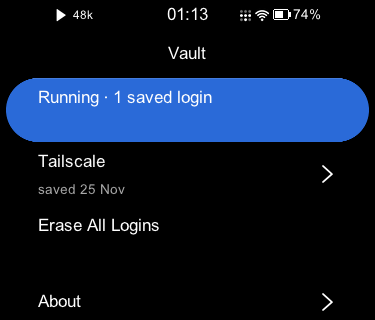 48k 01:13 74%
Vault
Running · 1 saved login
Tailscale
saved 25 Nov
Erase All Logins
About